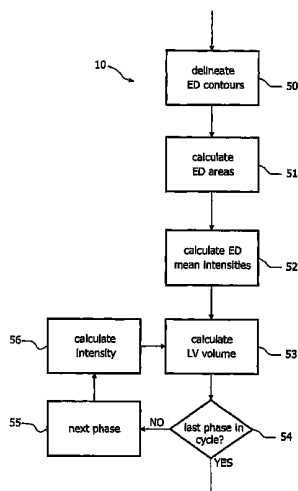 10
delineate
ED contours
50
calculate
ED areas
51
calculate ED
mean intensities
52
56
calculate
intensity
calculate
LV volume
53
55
next phase
NO
last phase in
cycle?
54
YES